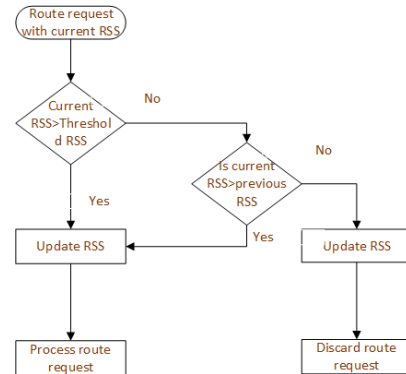 Route request
with current RSS
Current
RSS>Threshol
d RSS
No
Is current
RSS>previous
RSS
No
Yes
Yes
Update RSS
Update RSS
Process route
request
Discard route
request